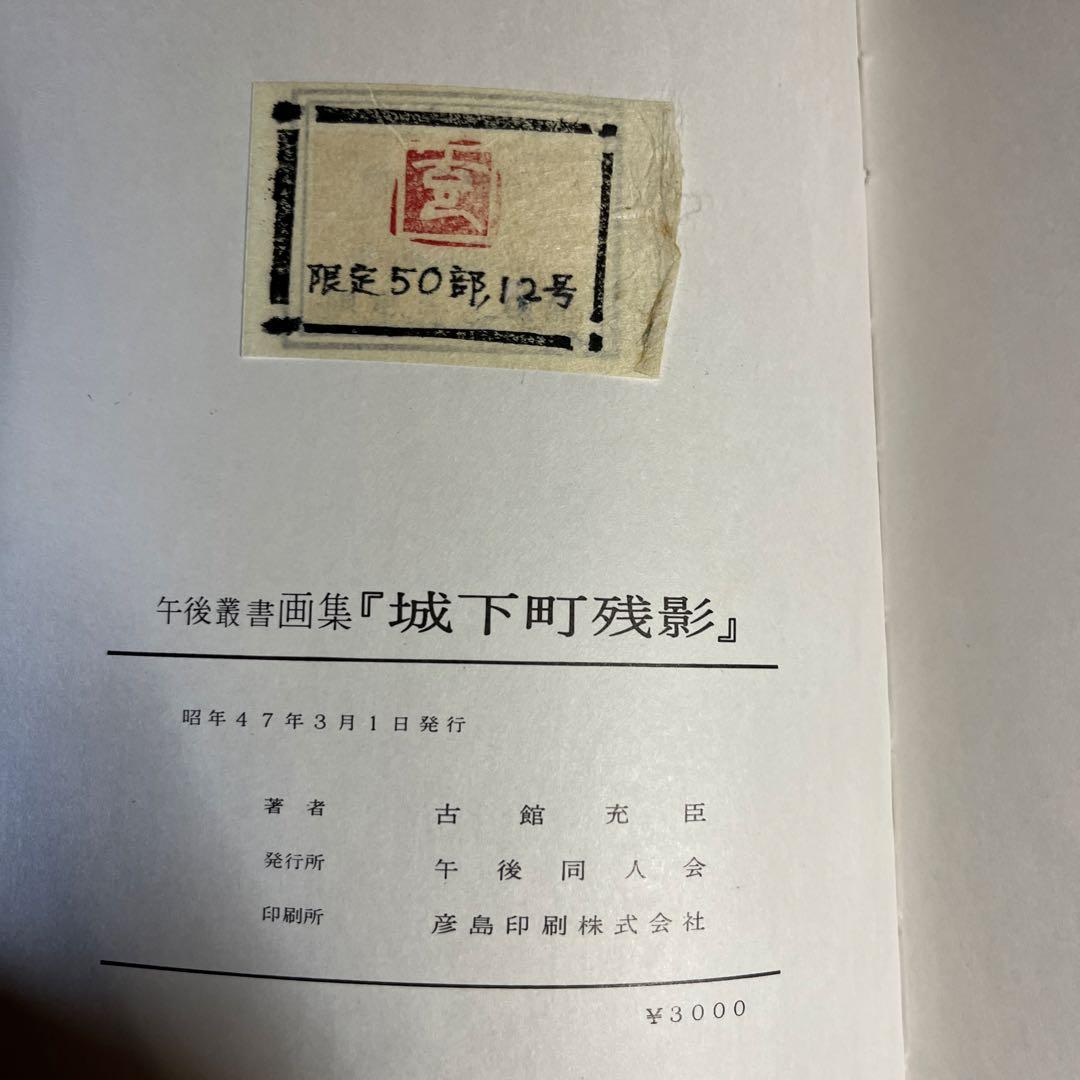 限定50部,12号
午後叢書画集『城下町残影』
昭年47年3月1日発行
著者 古館充臣
発行所 午後同人会
印刷所 彦島印刷株式会社
¥3000